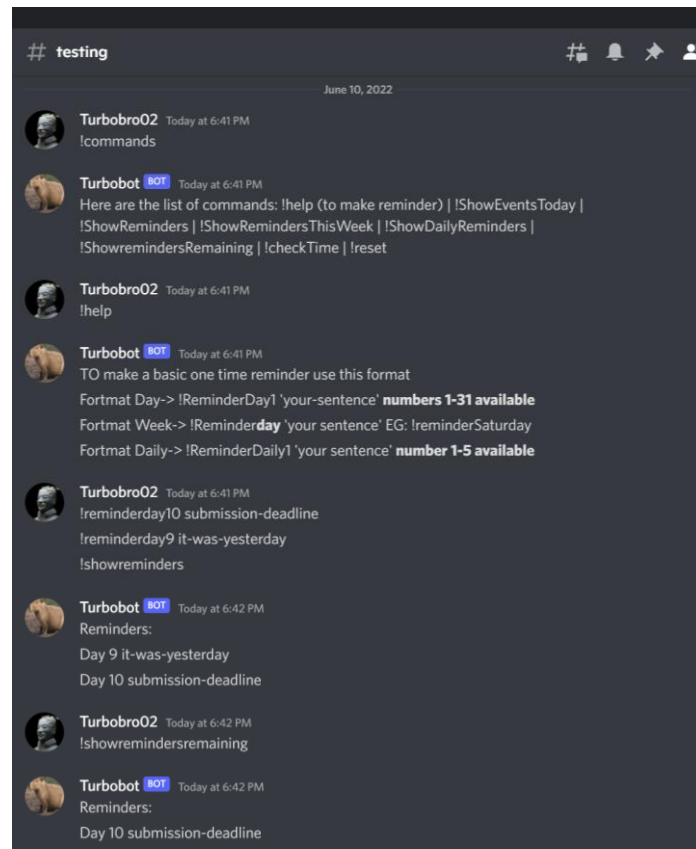 # testing
June 10, 2022
Turbobro02 Today at 6:41 PM
!commands
Turbobot BOT Today at 6:41 PM
Here are the list of commands: !help (to make reminder) | !ShowEventsToday |
!ShowReminders | !ShowRemindersThisWeek | !ShowDailyReminders |
!ShowremindersRemaining | !checkTime | !reset
Turbobro02 Today at 6:41 PM
!help
Turbobot BOT Today at 6:41 PM
TO make a basic one time reminder use this format
Fortmat Day-> !ReminderDay1 'your-sentence' numbers 1-31 available
Fortmat Week-> !Reminderday 'your sentence' EG: !reminderSaturday
Fortmat Daily-> !ReminderDaily1 'your sentence' number 1-5 available
Turbobro02 Today at 6:41 PM
!reminderday10 submission-deadline
!reminderday9 it-was-yesterday
!showreminders
Turbobot BOT Today at 6:42 PM
Reminders:
Day 9 it-was-yesterday
Day 10 submission-deadline
Turbobro02 Today at 6:42 PM
!showremindersremaining
Turbobot BOT Today at 6:42 PM
Reminders:
Day 10 submission-deadline